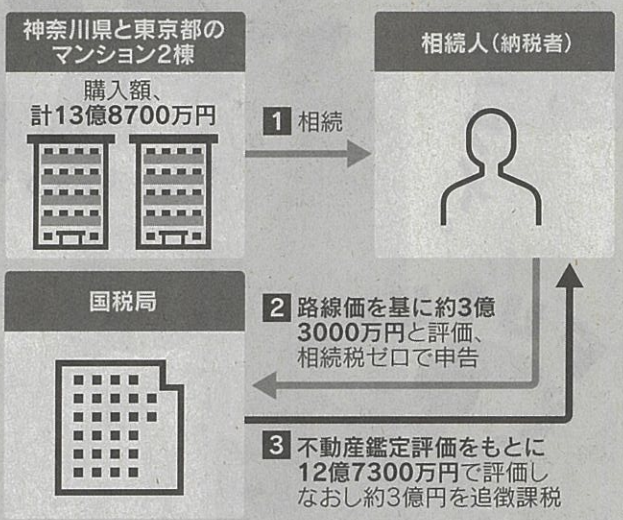 神奈川県と東京都の
マンション2棟
購入額、
計13億8700万円
1 相続
相続人(納税者)
国税局
2 路線価を基に約3億
3000万円と評価、
相続税ゼロで申告
3 不動産鑑定評価をもとに
12億7300万円で評価し
なおし約3億円を追徴課税